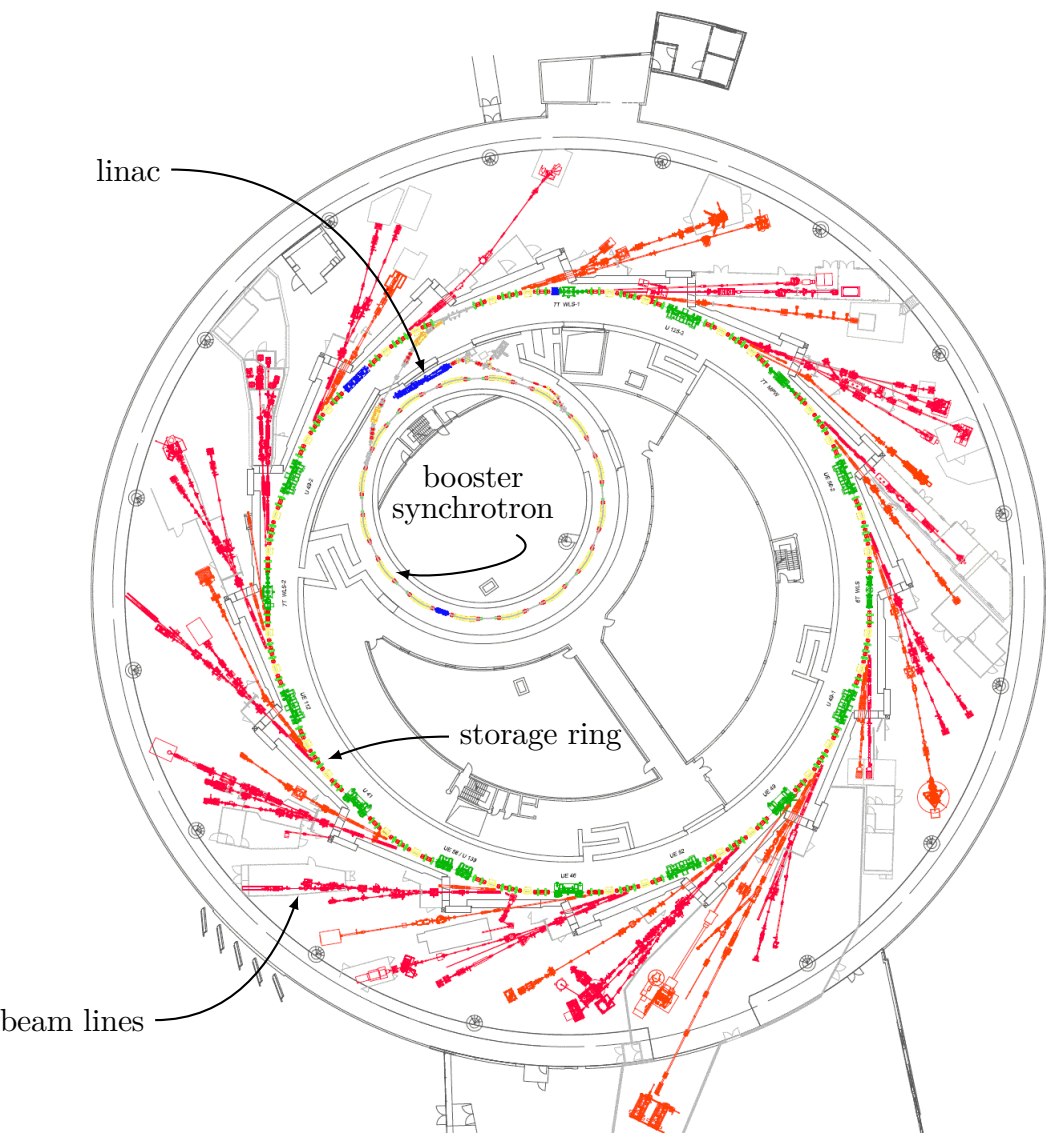 linac
7T WLS-1
U 125-2
7T MPW
U 49-2
booster
synchrotron
UE 56-2
7T WLS-2
6T WLS
UE 112
U 49-1
storage ring
U 41
UE 49
UE 56 / U 139
UE 52
UE 46
beam lines